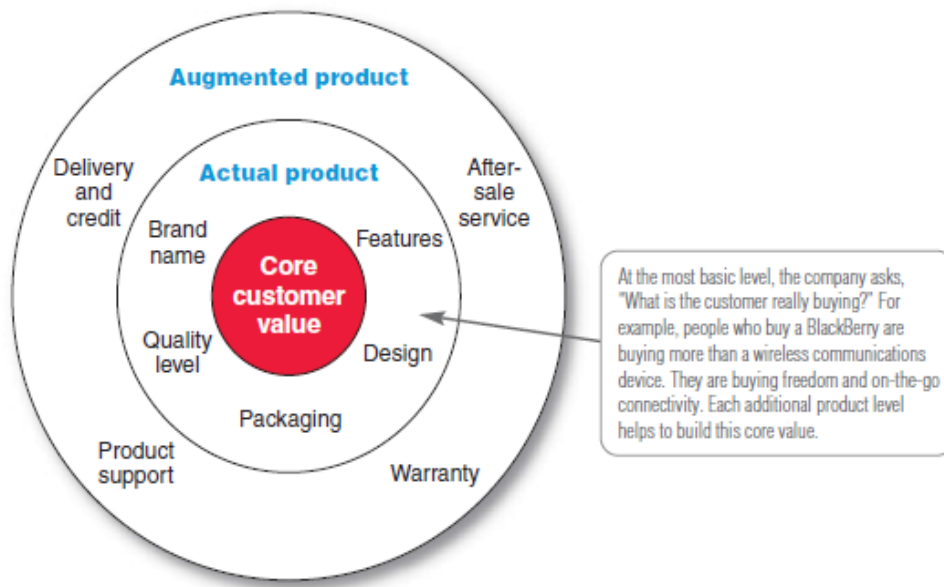 Augmented product
Delivery
and
credit
Actual product
After-
sale
service
Brand
name
Features
Core
customer
value
Quality
level
Design
Packaging
Product
support
Warranty
At the most basic level, the company asks,
"What is the customer really buying?" For
example, people who buy a BlackBerry are
buying more than a wireless communications
device. They are buying freedom and on-the-go
connectivity. Each additional product level
helps to build this core value.